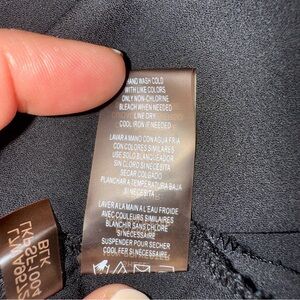 HAND WASH COLD
WITH LIKE COLORS
ONLY NON-CHLORINE
BLEACH WHEN NEEDED
LINE DRY
COOL IRON IF NEEDED
LAVAR A MANO CON AGUA FRIA
CON COLORES SIMILARES
USE SOLO BLANQUEADOR
SIN CLORO SI NECESITA
SEGAR COLGADO
PLANCHAR A TEMPERATURA BAJA
SI NECESITA
LAVER A LA MAIN A L'EAU FROIDE
AVEC COULEURS SIMILAIRES
BLANCHIR SANS CHLORE
SI NECESSAIRE
SUSPENDER POUR SECHER
COOL FER SI NECESSAIRE
BTK